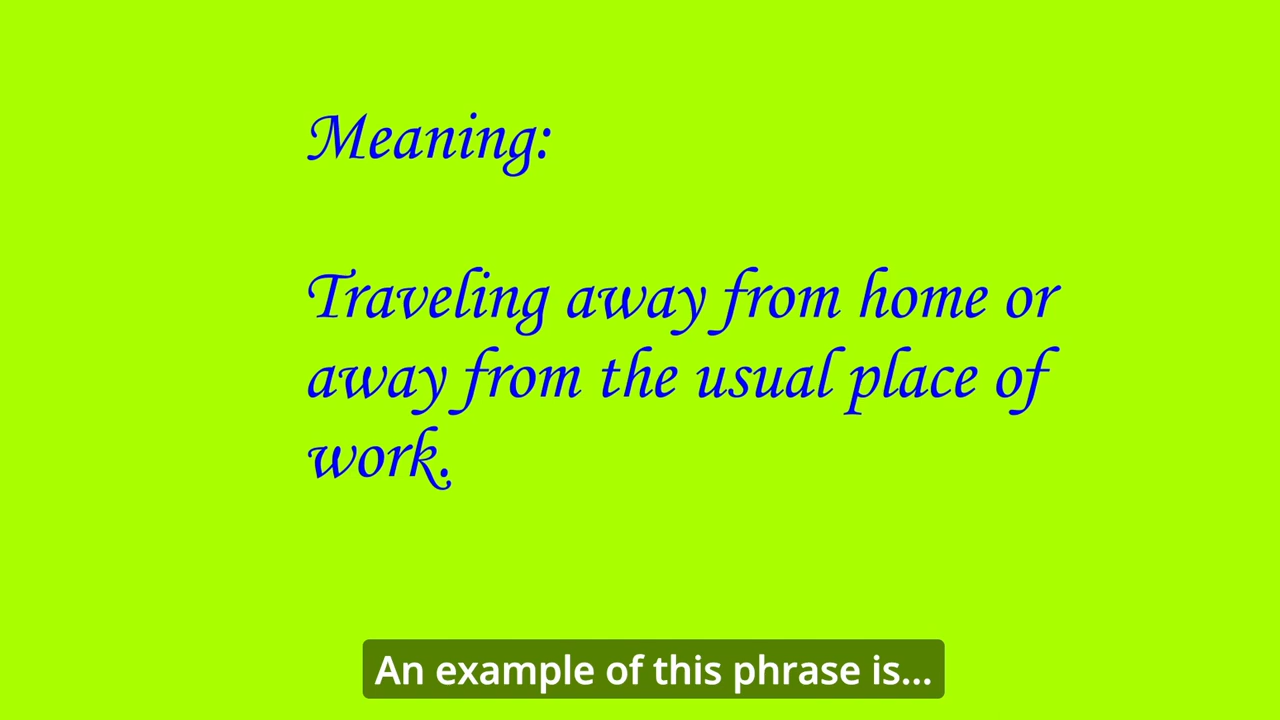 Meaning:
Traveling away from home or
away from the usual place of
work.
An example of this phrase is...